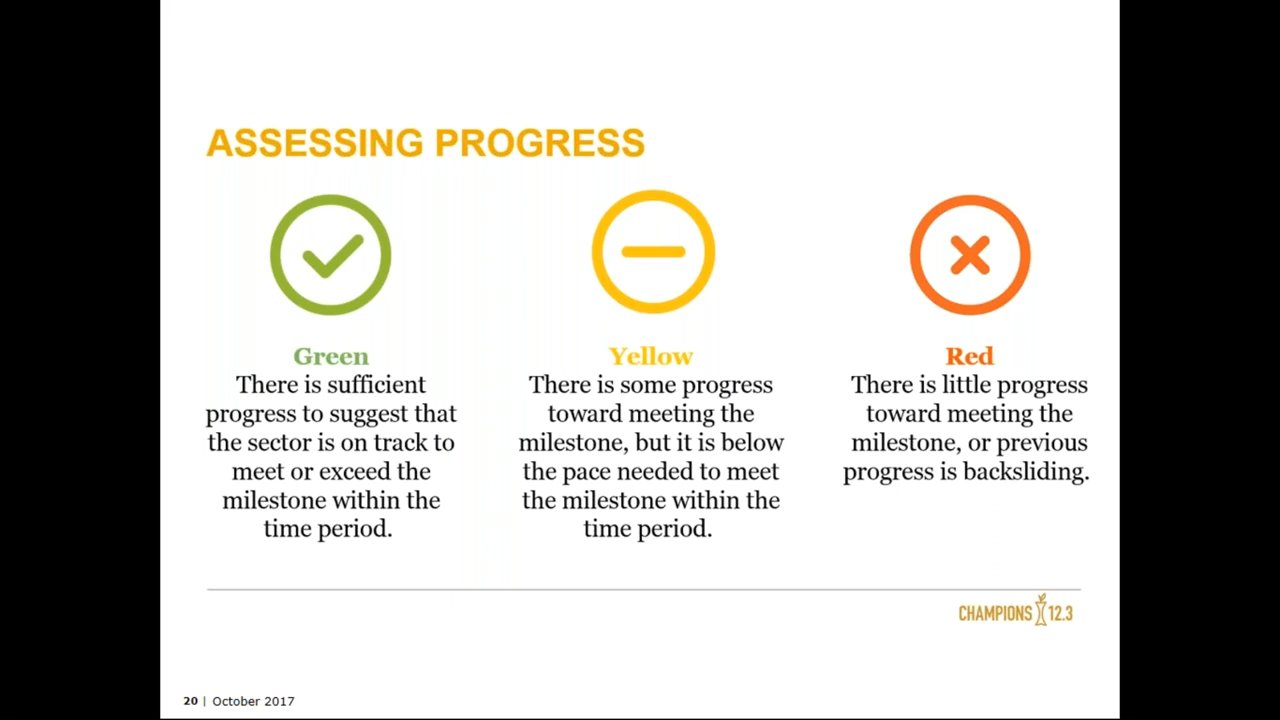 ASSESSING PROGRESS
Green
There is sufficient
progress to suggest that
the sector is on track to
meet or exceed the
milestone within the
time period.
Yellow
There is some progress
toward meeting the
milestone, but it is below
the pace needed to meet
the milestone within the
time period.
Red
There is little progress
toward meeting the
milestone, or previous
progress is backsliding.
CHAMPIONS 12.3
20 | October 2017